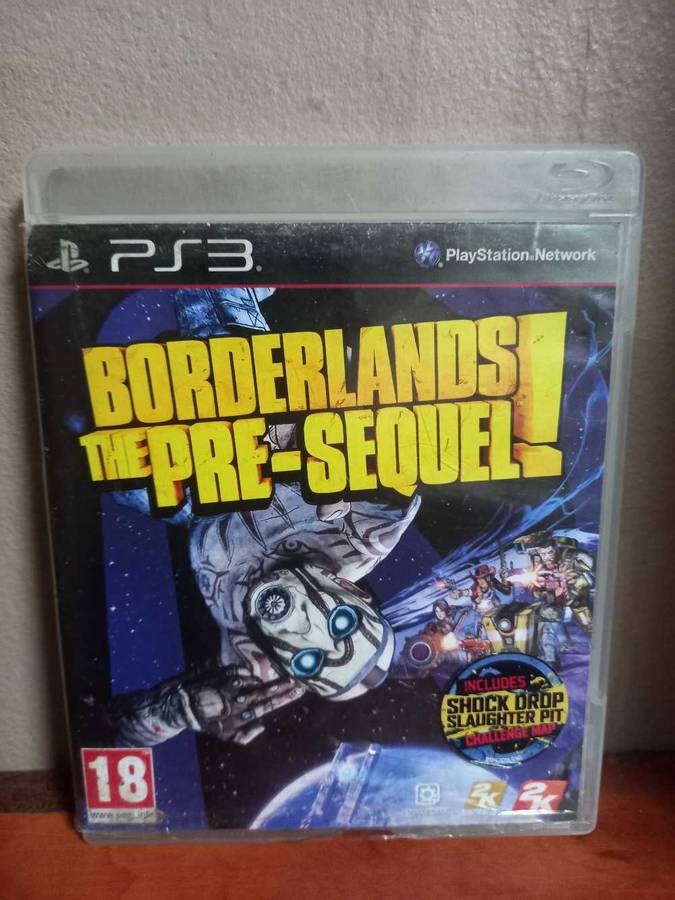 PS3
PlayStation Network
BORDERLANDS
THE PRE-SEQUEL!
INCLUDES
SHOCK DROP
SLAUGHTER PIT
CHALLENGE MAP
18
2K
2K